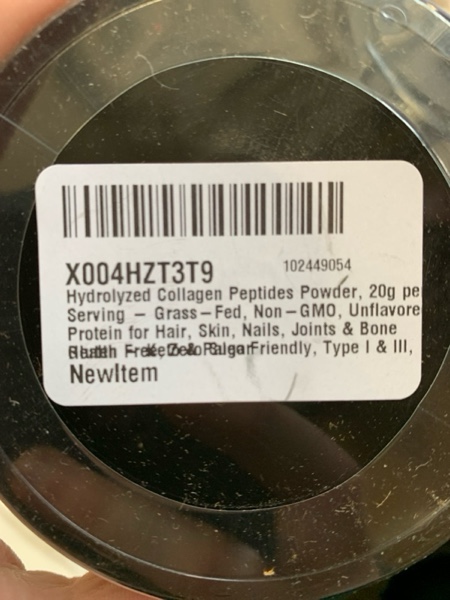 X004HZT3T9
102449054
Hydrolyzed Collagen Peptides Powder, 20g pe
Serving – Grass–Fed, Non–GMO, Unflavore
Protein for Hair, Skin, Nails, Joints & Bone
Friendly, Type I & III,
NewItem